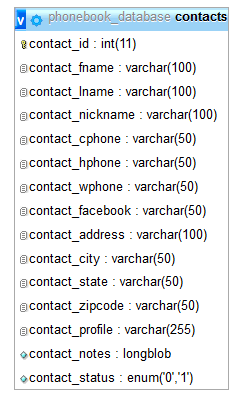 v phonebook_database contacts
contact_id : int(11)
contact_fname : varchar(100)
contact_lname : varchar(100)
contact_nickname : varchar(100)
contact_cphone : varchar(50)
contact_hphone : varchar(50)
contact_wphone : varchar(50)
contact_facebook : varchar(50)
contact_address : varchar(100)
contact_city : varchar(50)
contact_state : varchar(50)
contact_zipcode : varchar(50)
contact_profile : varchar(255)
contact_notes : longblob
contact_status : enum('0','1')